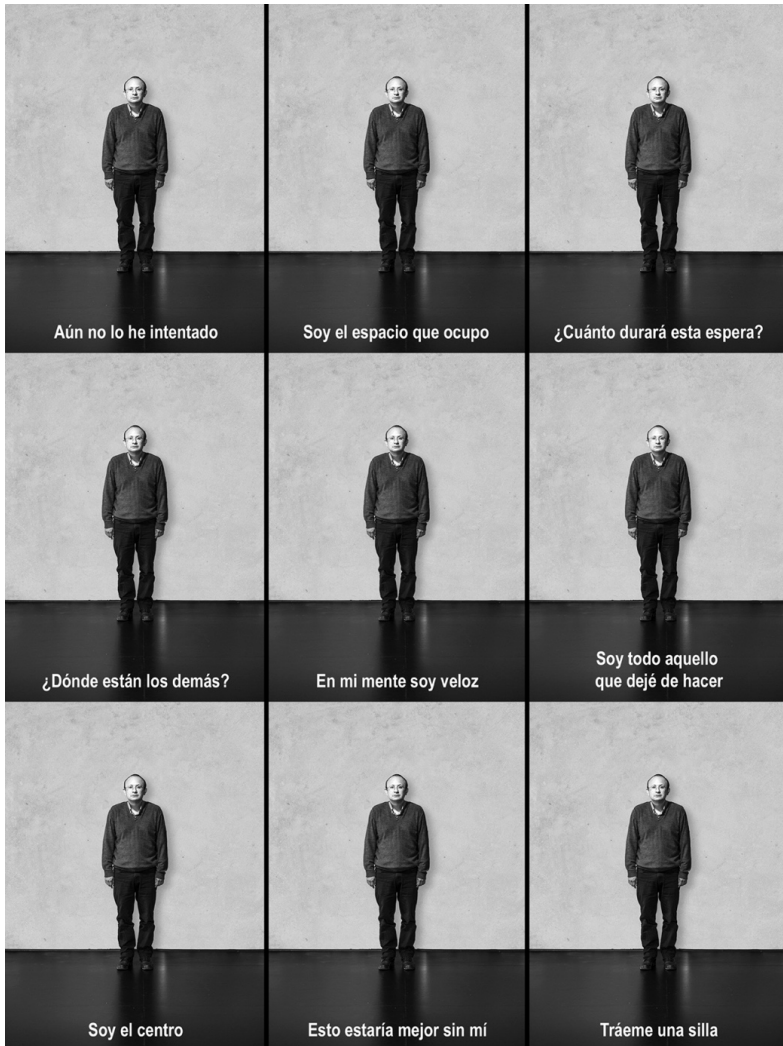 Aún no lo he intentado
Soy el espacio que ocupo
¿Cuánto durará esta espera?
¿Dónde están los demás?
En mi mente soy veloz
Soy todo aquello
que dejé de hacer
Soy el centro
Esto estaría mejor sin mí
Tráeme una silla